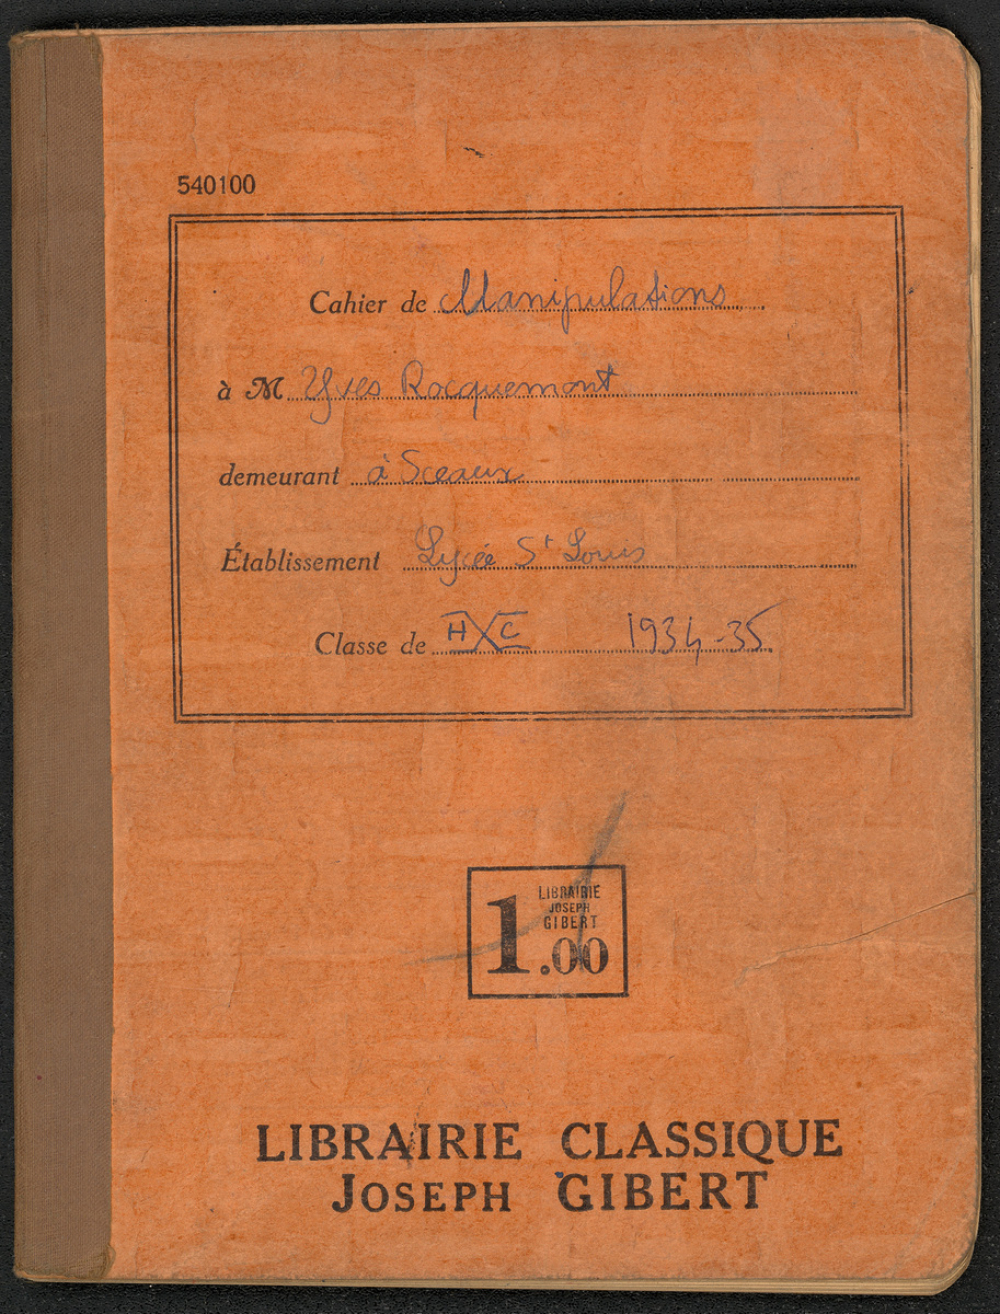 540100
Cahier de Manipulations
à M Yves Rocquemont
demeurant à Sceaux
Établissement Lycée St Louis
Classe de HXC 1934-35
LIBRAIRIE
JOSEPH
GIBERT
1.00
LIBRAIRIE CLASSIQUE
JOSEPH GIBERT